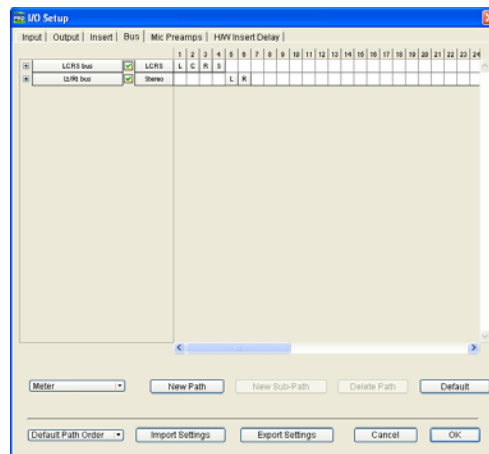 I/O Setup
Input | Output | Insert | Bus | Mic Preamps | H/W Insert Delay |
1 2 3 4 5 6 7 8 9 10 11 12 13 14 15 16 17 18 19 20 21 22 23 24
LCRS bus LCRS L C R S
Lt/Rt bus Stereo L R
Meter New Path New Sub-Path Delete Path Default
Default Path Order Import Settings Export Settings Cancel OK